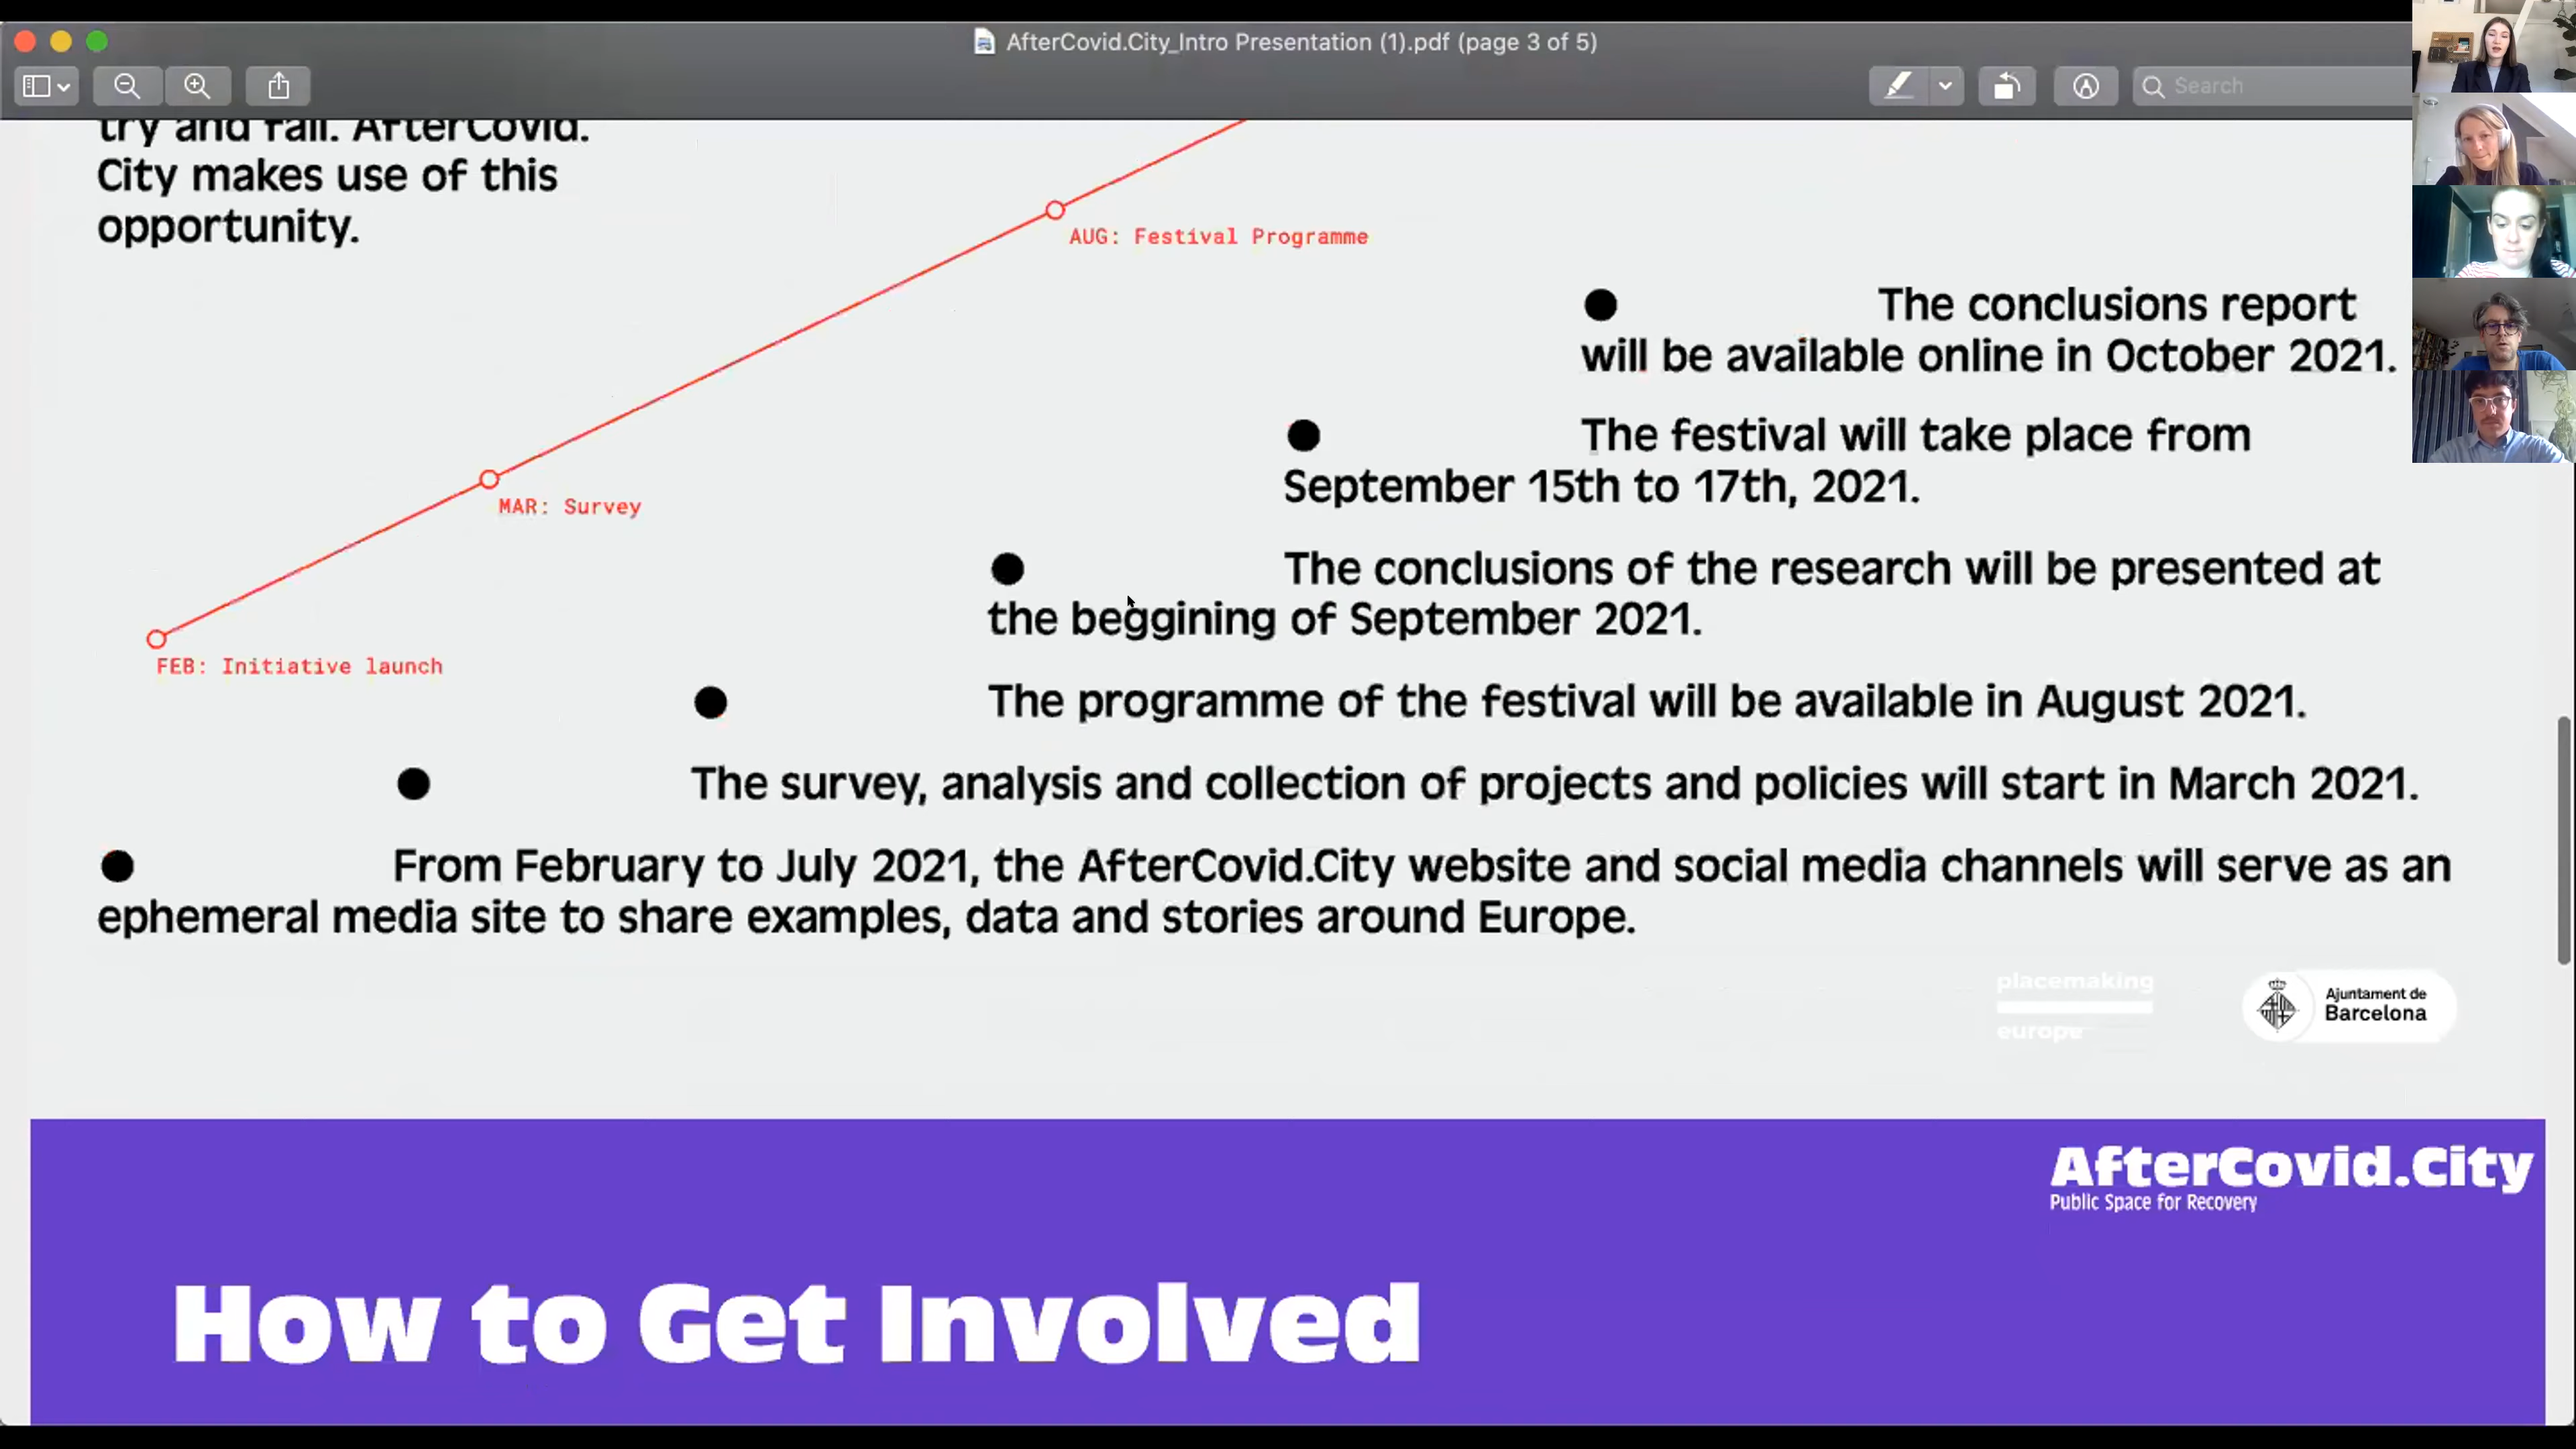 AfterCovid.City_Intro Presentation (1).pdf (page 3 of 5)
Search
try and fail. AfterCovid.
City makes use of this
opportunity.
AUG: Festival Programme
MAR: Survey
FEB: Initiative launch
The conclusions report
will be available online in October 2021.
The festival will take place from
September 15th to 17th, 2021.
The conclusions of the research will be presented at
the beggining of September 2021.
The programme of the festival will be available in August 2021.
The survey, analysis and collection of projects and policies will start in March 2021.
From February to July 2021, the AfterCovid.City website and social media channels will serve as an
ephemeral media site to share examples, data and stories around Europe.
placemaking
europe
Ajuntament de
Barcelona
AfterCovid.City
Public Space for Recovery
How to Get Involved